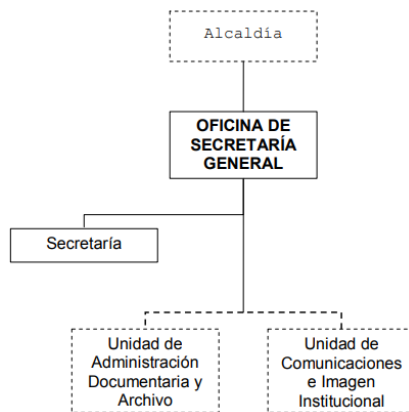 Alcaldía
OFICINA DE
SECRETARÍA
GENERAL
Secretaría
Unidad de
Administración
Documentaria y
Archivo
Unidad de
Comunicaciones
e Imagen
Institucional